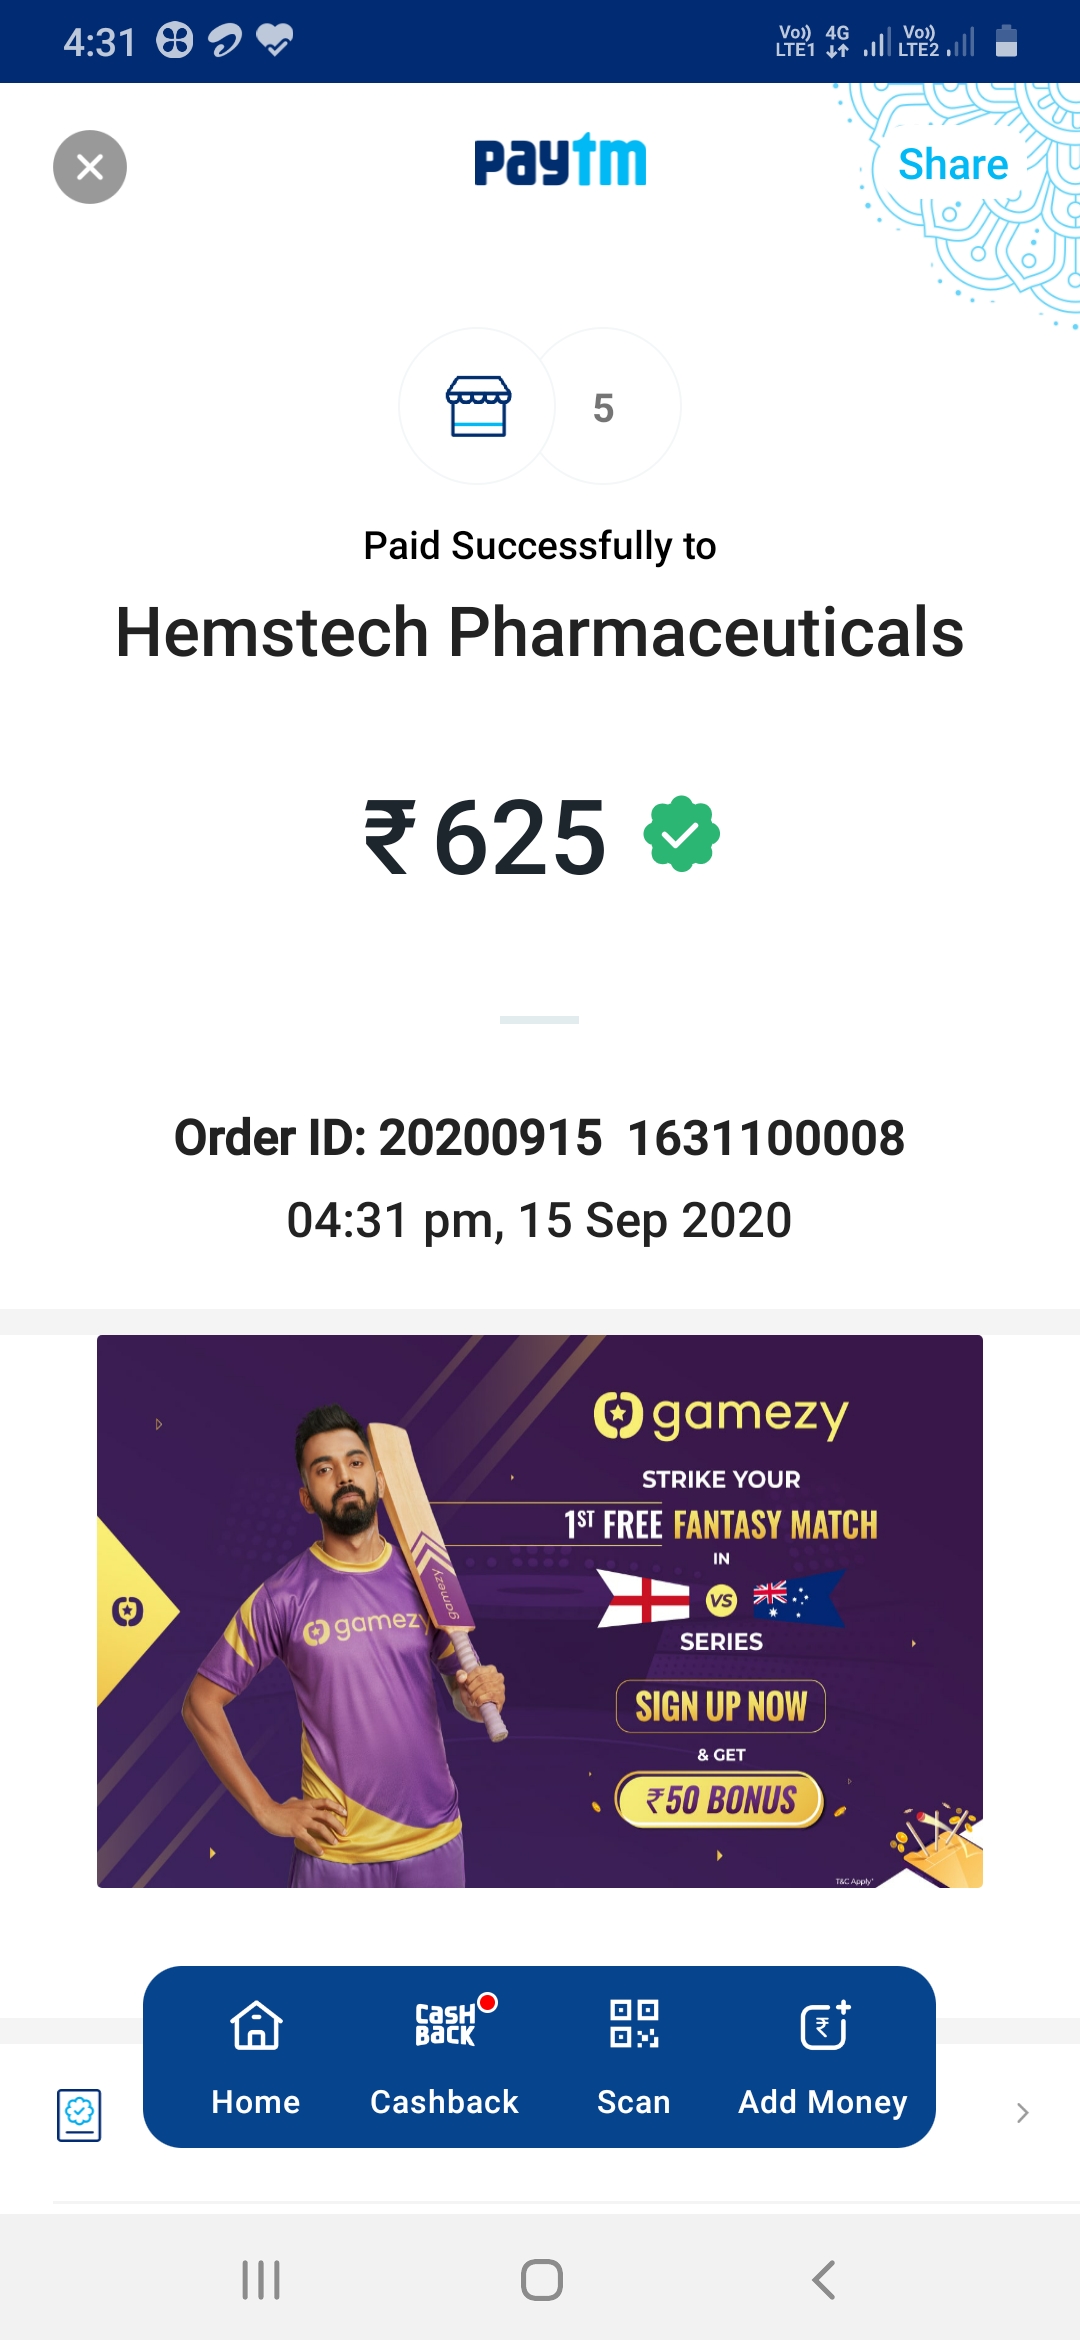 4:31 Vo)) LTE1 4G Vo)) LTE2
paytm
Share
5
Paid Successfully to
Hemstech Pharmaceuticals
₹625
Order ID: 20200915 1631100008
04:31 pm, 15 Sep 2020
gamezy
STRIKE YOUR
1ST FREE FANTASY MATCH
IN
VS
SERIES
SIGN UP NOW
& GET
₹50 BONUS
T&C Apply*
gamezy
gamezy
CASH BACK
Home Cashback Scan Add Money